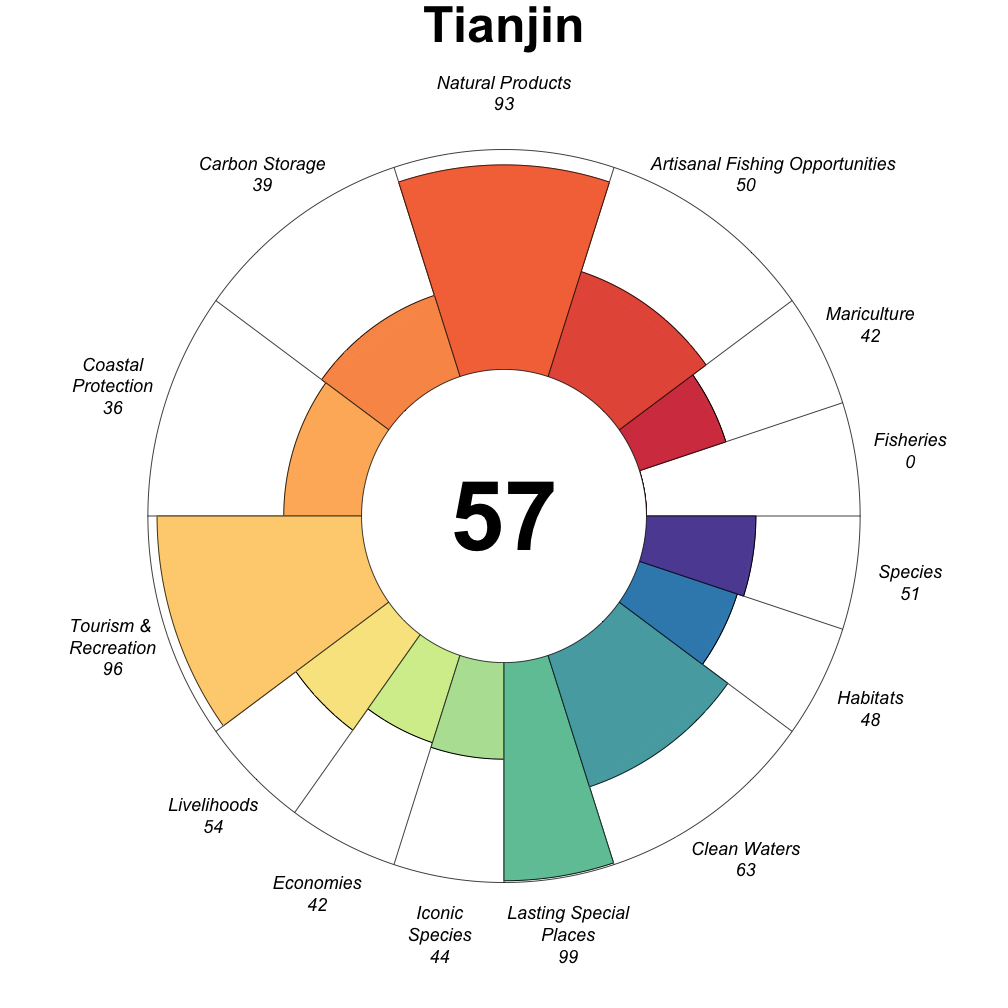 Tianjin
Natural Products
93
Artisanal Fishing Opportunities
50
Mariculture
42
Fisheries
0
Species
51
Habitats
48
Clean Waters
63
Lasting Special
Places
99
Iconic
Species
44
Economies
42
Livelihoods
54
Tourism &
Recreation
96
Coastal
Protection
36
Carbon Storage
39
57